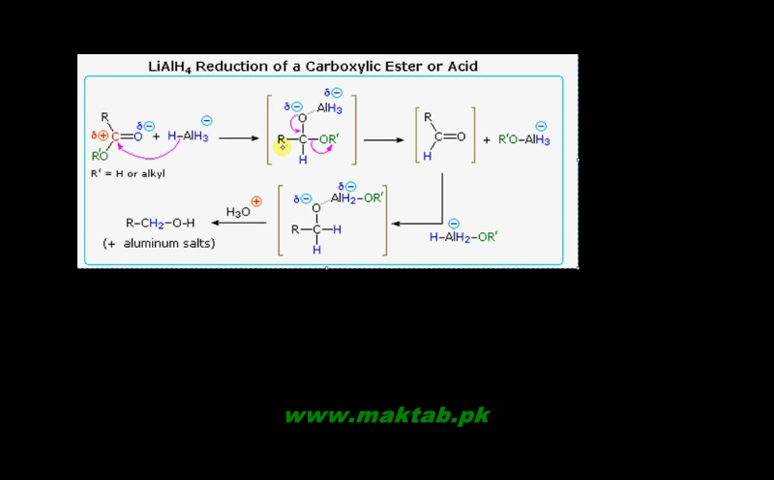 LiAlH₄ Reduction of a Carboxylic Ester or Acid
δ⊖ AlH₃
R–C(=O)–R'O δ⊕ δ⊖ + H–AlH₃ ⊖
δ⊖ O R–C–OR' H
R C=O H + R'O–AlH₃ ⊖
R' = H or alkyl
R–CH₂–O–H
H₃O ⊕
δ⊖ O δ⊖ AlH₂–OR'
R–C–H
H
⊖
H–AlH₂–OR'
(+ aluminum salts)
www.maktab.pk